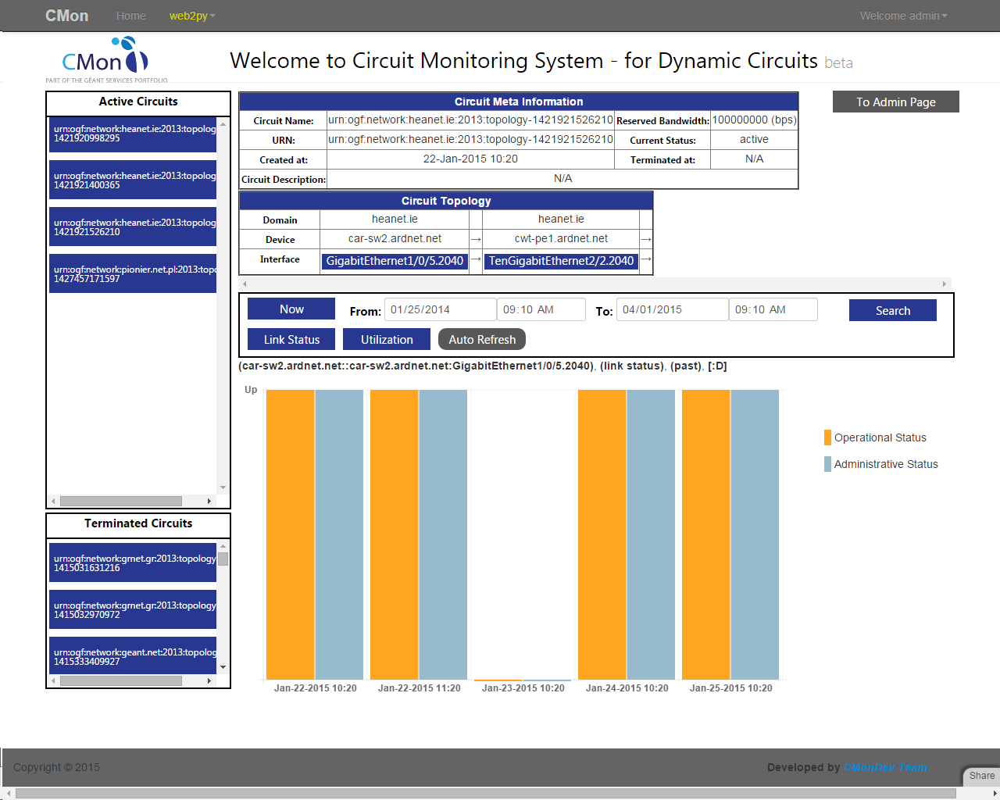 CMon Home web2py Welcome admin
CMon
PART OF THE GÉANT SERVICES PORTFOLIO
Welcome to Circuit Monitoring System - for Dynamic Circuits beta
To Admin Page
Active Circuits
urn:ogf:network:heanet.ie:2013:topolog
1421920998295
urn:ogf:network:heanet.ie:2013:topolog
1421921400365
urn:ogf:network:heanet.ie:2013:topolog
1421921526210
urn:ogf:network:pionier.net.pl:2013:topo
1427457171597
Terminated Circuits
urn:ogf:network:grnet.gr:2013:topology
1415031631216
urn:ogf:network:grnet.gr:2013:topology
1415032970972
urn:ogf:network:geant.net:2013:topolog
1415333409927
Circuit Meta Information
Circuit Name: urn:ogf:network:heanet.ie:2013:topology-1421921526210 Reserved Bandwidth: 100000000 (bps)
URN: urn:ogf:network:heanet.ie:2013:topology-1421921526210 Current Status: active
Created at: 22-Jan-2015 10:20 Terminated at: N/A
Circuit Description: N/A
Circuit Topology
Domain heanet.ie heanet.ie
Device car-sw2.ardnet.net → cwt-pe1.ardnet.net →
Interface GigabitEthernet1/0/5.2040 → TenGigabitEthernet2/2.2040 →
Now From: 01/25/2014 09:10 AM To: 04/01/2015 09:10 AM Search
Link Status Utilization Auto Refresh
(car-sw2.ardnet.net::car-sw2.ardnet.net:GigabitEthernet1/0/5.2040), (link status), (past), [:D]
Up
Operational Status
Administrative Status
Jan-22-2015 10:20 Jan-22-2015 11:20 Jan-23-2015 10:20 Jan-24-2015 10:20 Jan-25-2015 10:20
Copyright © 2015 Developed by CMonDev Team
Share